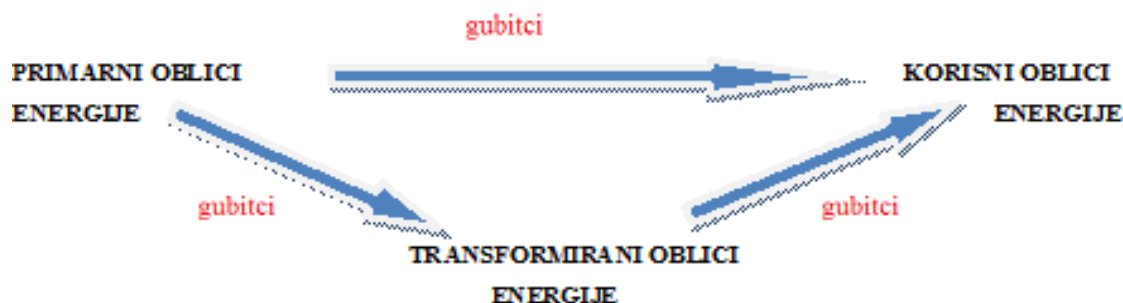 gubitci
PRIMARNI OBLICI
ENERGIJE
KORISNI OBLICI
ENERGIJE
gubitci
gubitci
TRANSFORMIRANI OBLICI
ENERGIJE